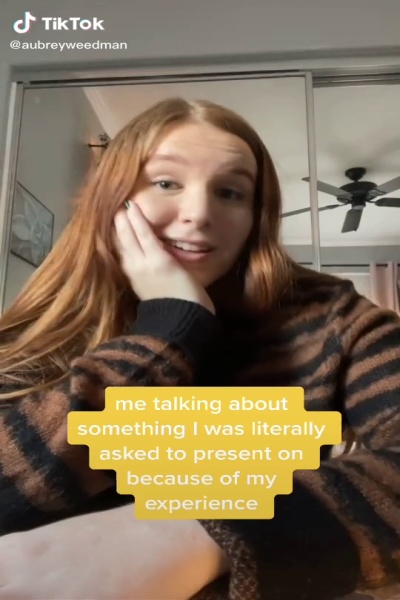 TikTok
@aubreyweedman
me talking about
something I was literally
asked to present on
because of my
experience